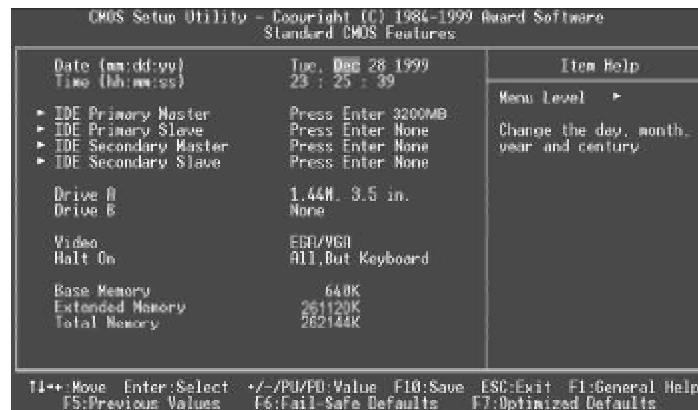 CMOS Setup Utility - Copyright (C) 1984-1999 Award Software
Standard CMOS Features
Date (mm:dd:yy) Tue, Dec 28 1999
Time (hh:mm:ss) 23 : 25 : 39
► IDE Primary Master Press Enter 3200MB
► IDE Primary Slave Press Enter None
► IDE Secondary Master Press Enter None
► IDE Secondary Slave Press Enter None
Drive A 1.44M, 3.5 in.
Drive B None
Video EGA/VGA
Halt On All,But Keyboard
Base Memory 640K
Extended Memory 261120K
Total Memory 262144K
Item Help
Menu Level ►
Change the day, month,
year and century
↑↓→←:Move Enter:Select +/-/PU/PD:Value F10:Save ESC:Exit F1:General Help
F5:Previous Values F6:Fail-Safe Defaults F7:Optimized Defaults